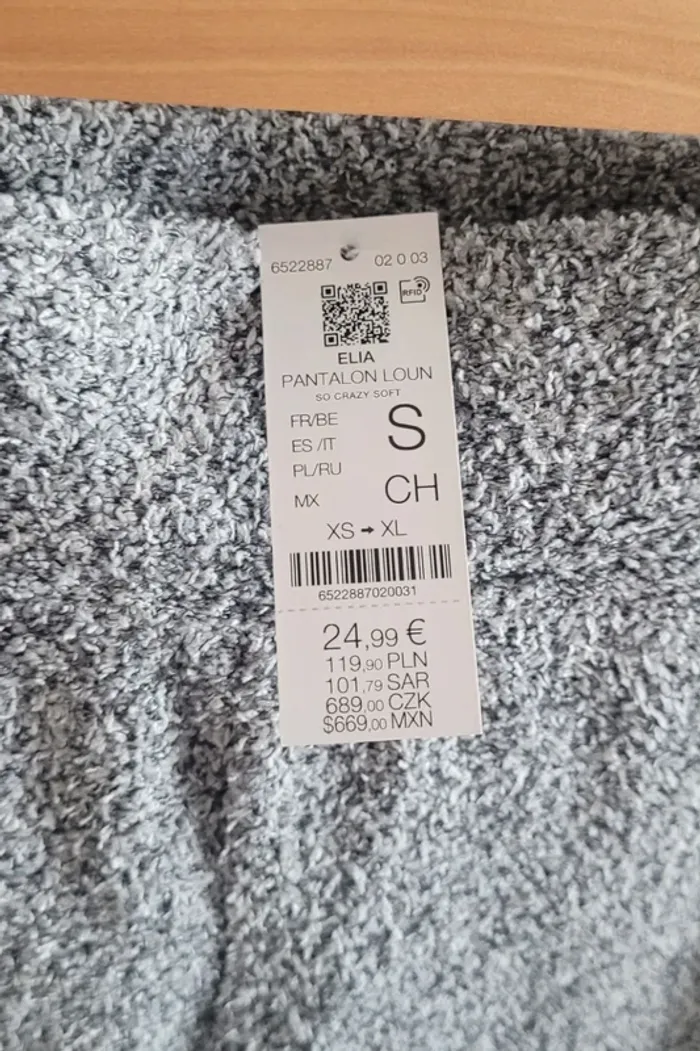 6522887 02 0 03
RFID
ELIA
PANTALON LOUN
SO CRAZY SOFT
FR/BE
ES /IT
PL/RU
S
MX
CH
XS → XL
6522887020031
24,99 €
119,90 PLN
101,79 SAR
689,00 CZK
$669,00 MXN